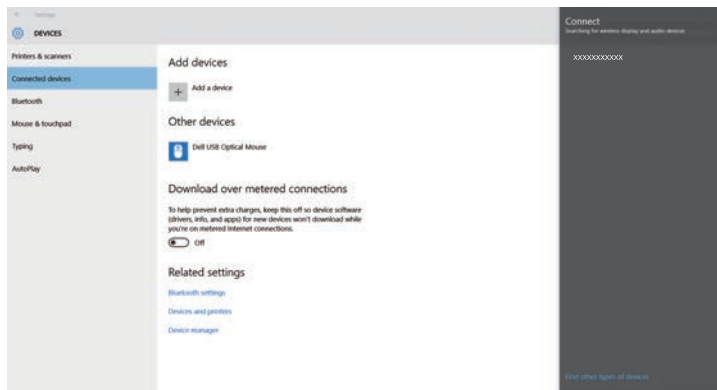 Settings
DEVICES
Printers & scanners
Connected devices
Bluetooth
Mouse & touchpad
Typing
AutoPlay
Add devices
Add a device
Other devices
Dell USB Optical Mouse
Download over metered connections
To help prevent extra charges, keep this off so device software
(drivers, info, and apps) for new devices won't download while
you're on metered Internet connections.
Off
Related settings
Bluetooth settings
Devices and printers
Device manager
Connect
Searching for wireless display and audio devices
xxxxxxxxxxx
Find other types of devices